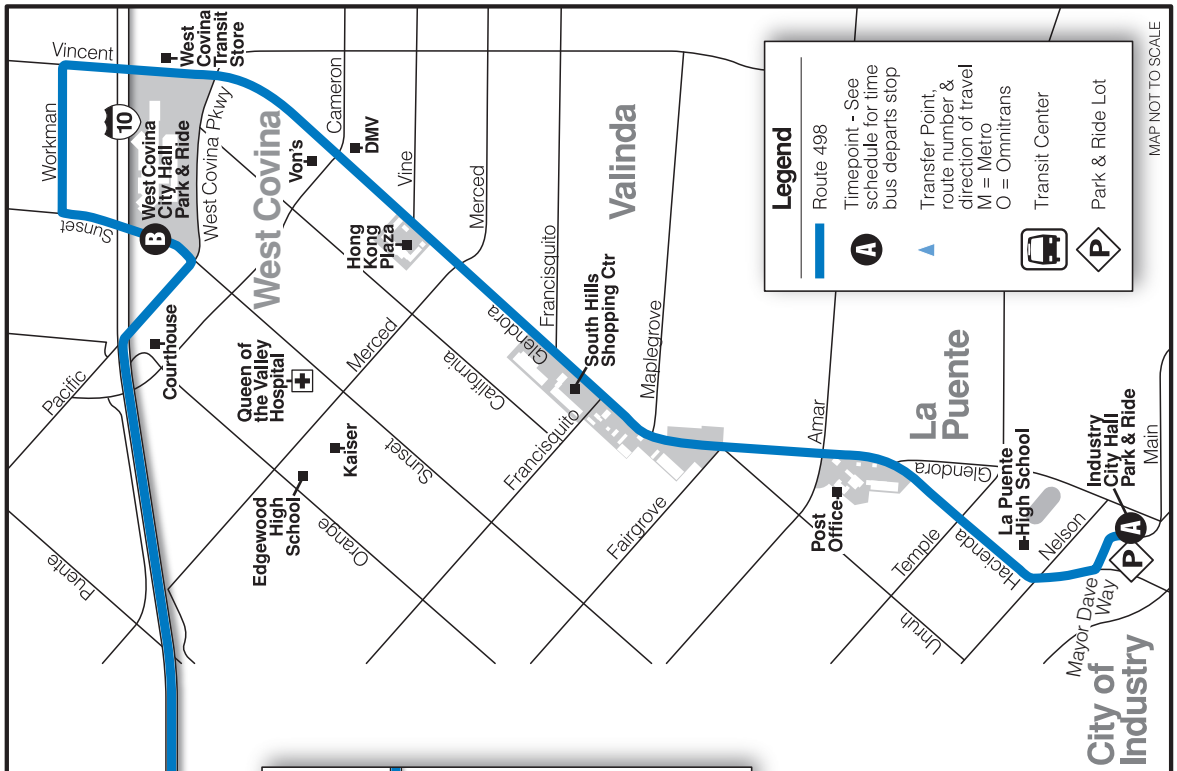 Vincent
West
Covina
Transit
Store
Workman
10
West Covina
City Hall
Park & Ride
B
Sunset
West Covina Pkwy
West Covina
Cameron
Von's
DMV
Vine
Merced
Hong
Kong
Plaza
Valinda
Pacific
Courthouse
Queen of
the Valley
Hospital
Merced
California
Glendora
Francisquito
South Hills
Shopping Ctr
Maplegrove
Kaiser
Sunset
Francisquito
Edgewood
High
School
Orange
Fairgrove
Puente
Amar
Post
Office
La
Puente
Glendora
Temple
Hacienda
La Puente
High School
Nelson
Unruh
Industry
City Hall
Park & Ride
Main
A
P
Mayor Dave
Way
City of
Industry
Legend
Route 498
A
Timepoint - See
schedule for time
bus departs stop
Transfer Point,
route number &
direction of travel
M = Metro
O = Omnitrans
Transit Center
P
Park & Ride Lot
MAP NOT TO SCALE